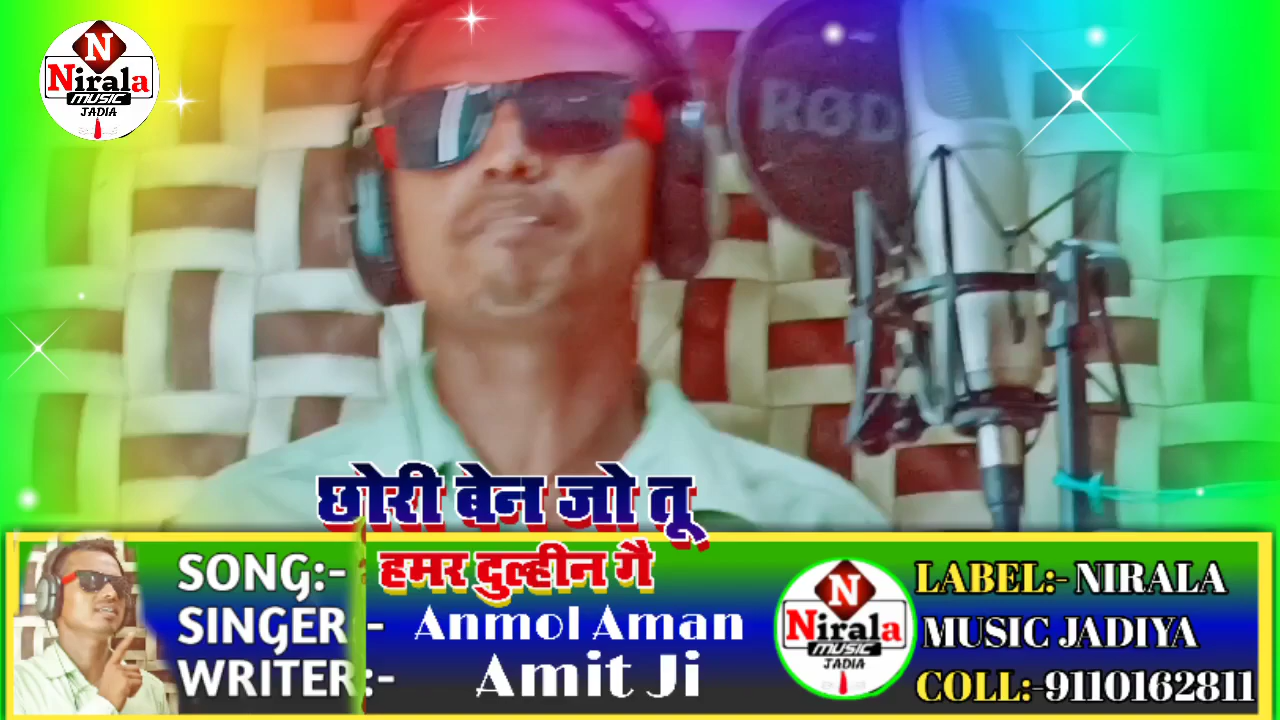 N
Nirala
MUSIC
JADIA
RØD
छोरी बेन जो तू
हमर दुल्हीन गै
SONG:-
SINGER:- Anmol Aman
WRITER:- Amit Ji
N
Nirala
MUSIC
JADIA
LABEL:- NIRALA
MUSIC JADIYA
COLL:-9110162811